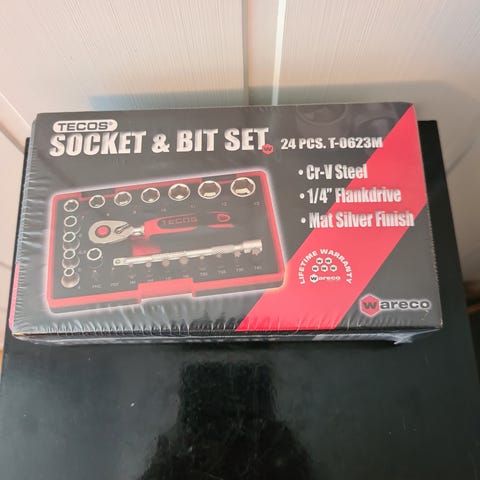 TECOS®
SOCKET & BIT SET
24 PCS. T-0623M
• Cr-V Steel
• 1/4" Flankdrive
• Mat Silver Finish
TECOS
LIFETIME WARRANTY
wareco
wareco